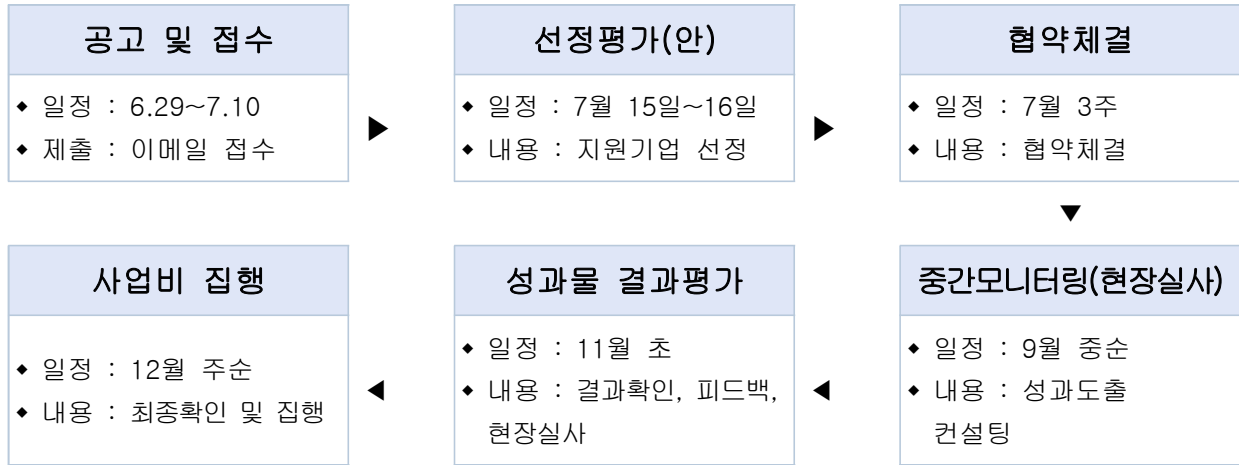 공고 및 접수
◆ 일정 : 6.29~7.10
◆ 제출 : 이메일 접수
▶
선정평가(안)
◆ 일정 : 7월 15일~16일
◆ 내용 : 지원기업 선정
▶
협약체결
◆ 일정 : 7월 3주
◆ 내용 : 협약체결
▼
중간모니터링(현장실사)
◆ 일정 : 9월 중순
◆ 내용 : 성과도출
컨설팅
◀
성과물 결과평가
◆ 일정 : 11월 초
◆ 내용 : 결과확인, 피드백,
현장실사
◀
사업비 집행
◆ 일정 : 12월 주순
◆ 내용 : 최종확인 및 집행